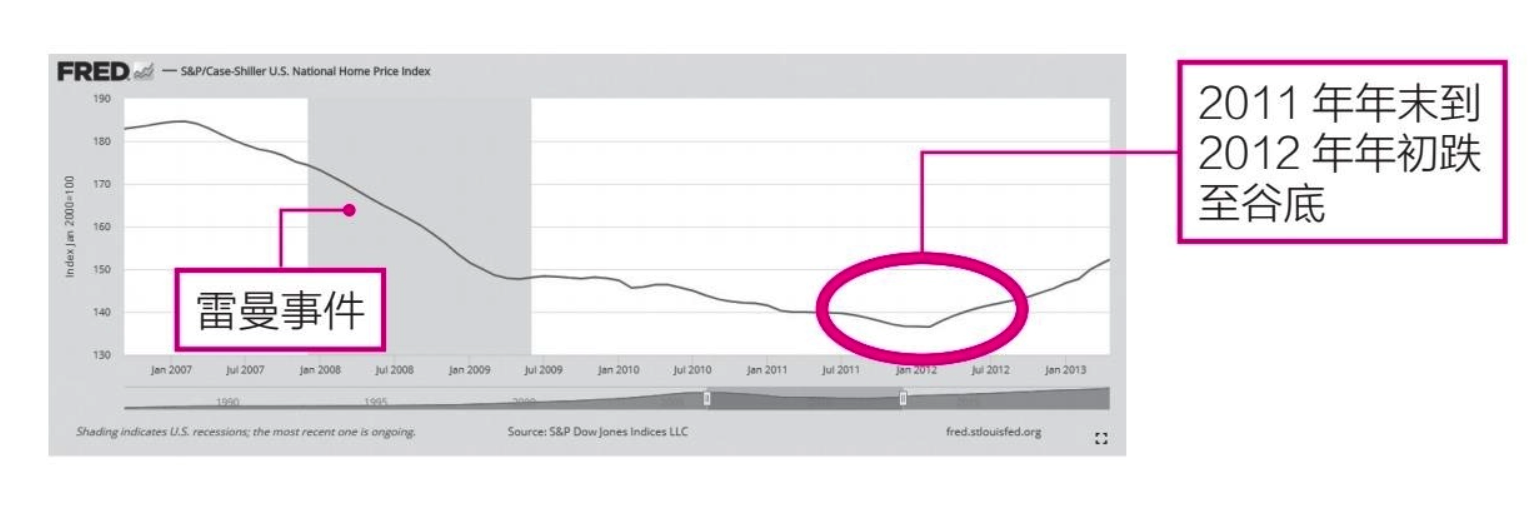 FRED — S&P/Case-Shiller U.S. National Home Price Index
190
180
170
160
150
140
130
Index Jan 2000=100
雷曼事件
2011 年年末到
2012 年年初跌
至谷底
Jan 2007 Jul 2007 Jan 2008 Jul 2008 Jan 2009 Jul 2009 Jan 2010 Jul 2010 Jan 2011 Jul 2011 Jan 2012 Jul 2012 Jan 2013
1990 1995 2000
Shading indicates U.S. recessions; the most recent one is ongoing. Source: S&P Dow Jones Indices LLC fred.stlouisfed.org